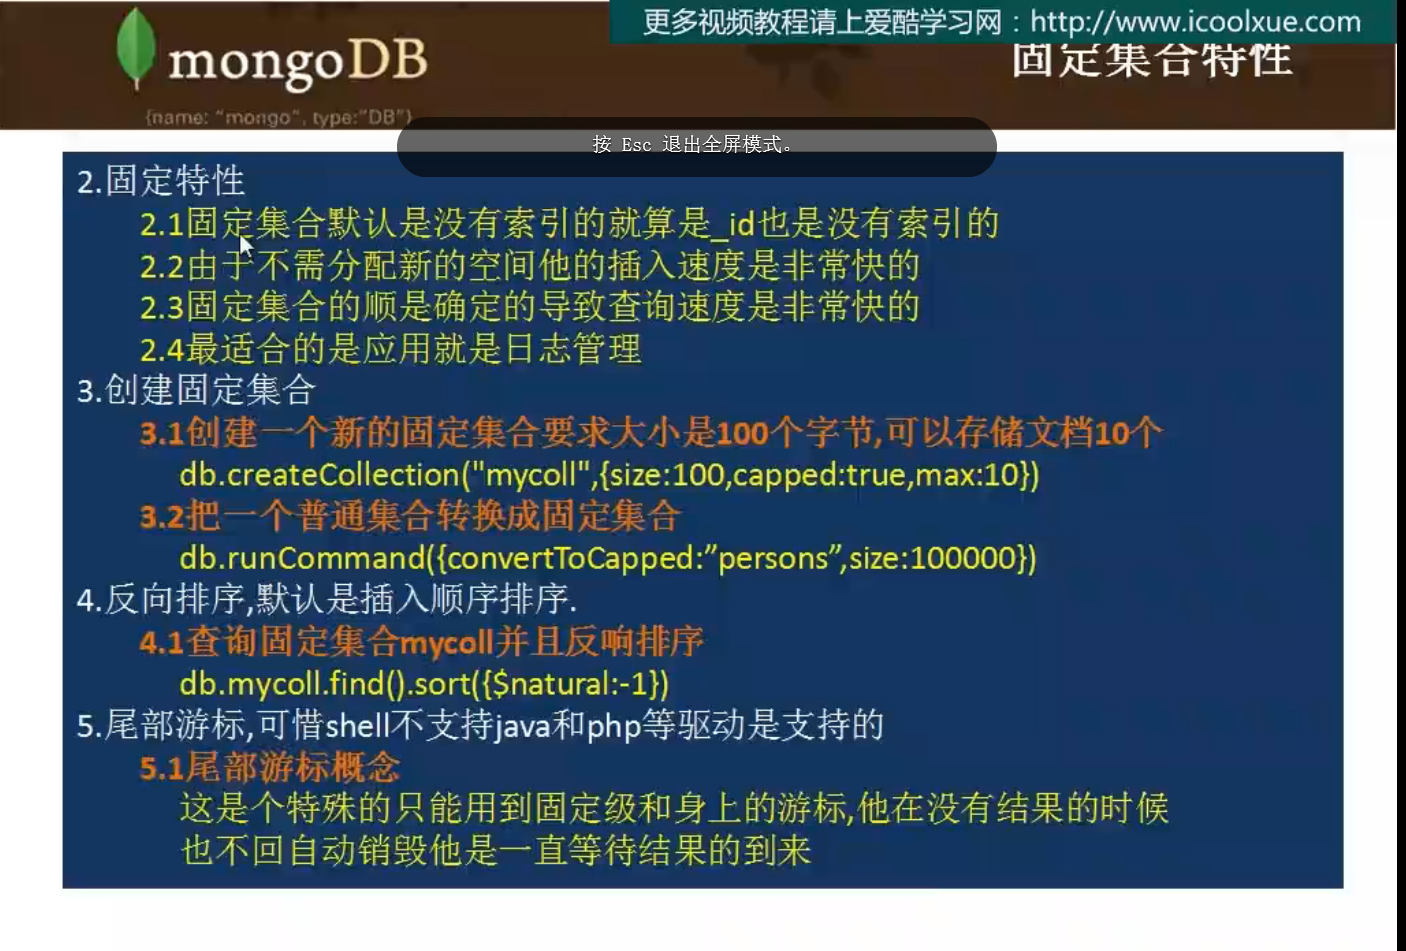 更多视频教程请上爱酷学习网：http://www.icoolxue.com
mongoDB
固定集合特性
{name: "mongo", type:"DB"}
按 Esc 退出全屏模式。
2.固定特性
2.1固定集合默认是没有索引的就算是_id也是没有索引的
2.2由于不需分配新的空间他的插入速度是非常快的
2.3固定集合的顺是确定的导致查询速度是非常快的
2.4最适合的是应用就是日志管理
3.创建固定集合
3.1创建一个新的固定集合要求大小是100个字节,可以存储文档10个
db.createCollection("mycoll",{size:100,capped:true,max:10})
3.2把一个普通集合转换成固定集合
db.runCommand({convertToCapped:”persons”,size:100000})
4.反向排序,默认是插入顺序排序.
4.1查询固定集合mycoll并且反响排序
db.mycoll.find().sort({$natural:-1})
5.尾部游标,可惜shell不支持java和php等驱动是支持的
5.1尾部游标概念
这是个特殊的只能用到固定级和身上的游标,他在没有结果的时候
也不回自动销毁他是一直等待结果的到来